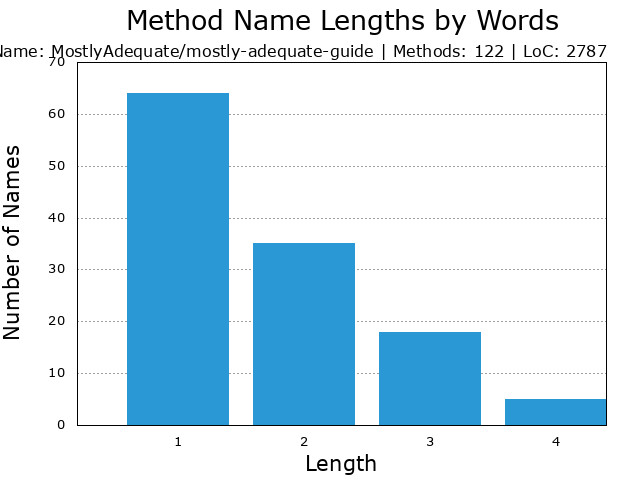 Method Name Lengths by Words
Name: MostlyAdequate/mostly-adequate-guide | Methods: 122 | LoC: 2787
70
60
50
40
30
20
10
0
Number of Names
1 2 3 4
Length